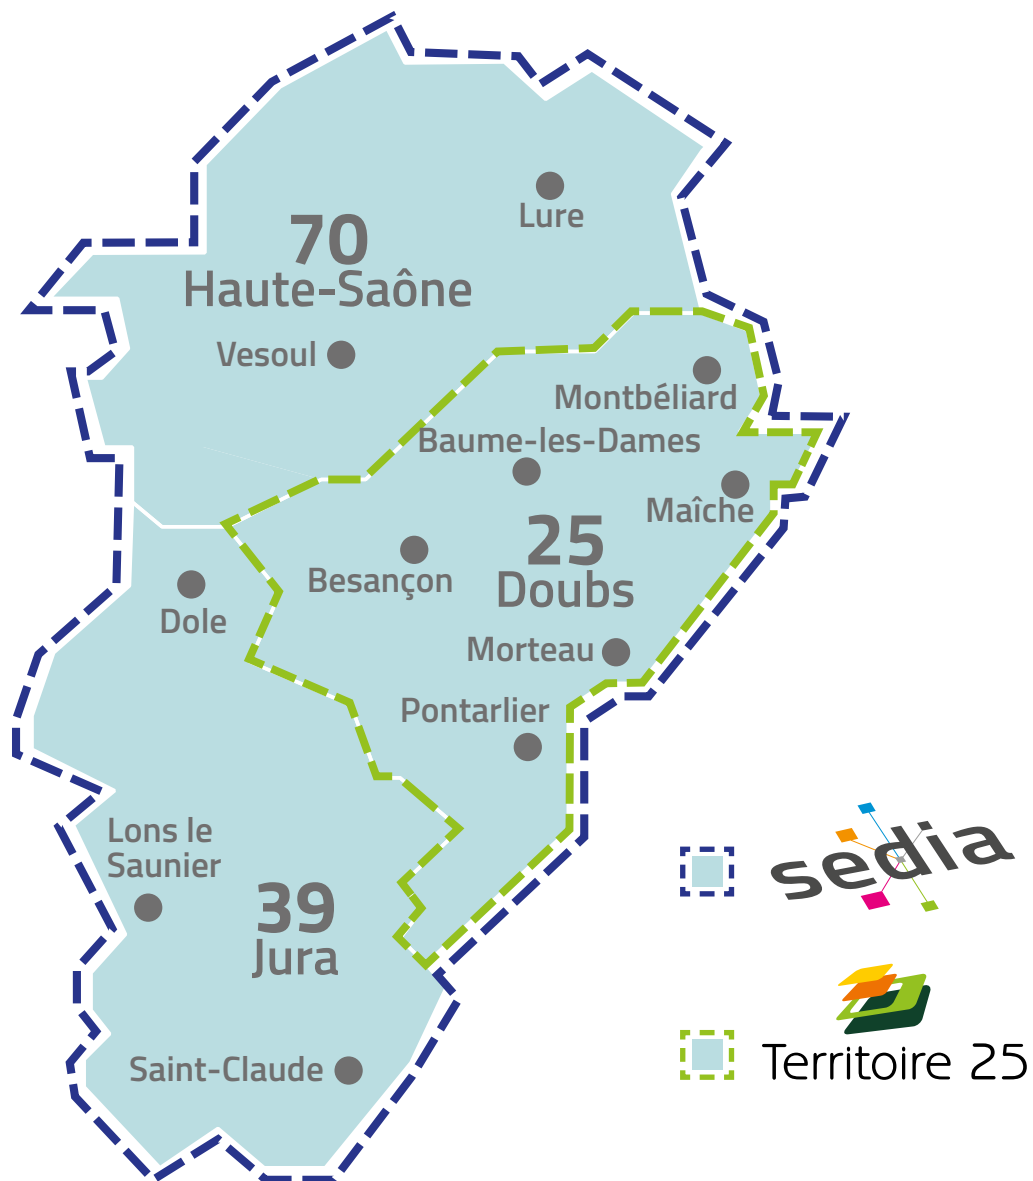 Lure
70
Haute-Saône
Vesoul
Montbéliard
Baume-les-Dames
Maîche
25
Doubs
Besançon
Dole
Morteau
Pontarlier
Lons le
Saunier
39
Jura
Saint-Claude
sedia
Territoire 25